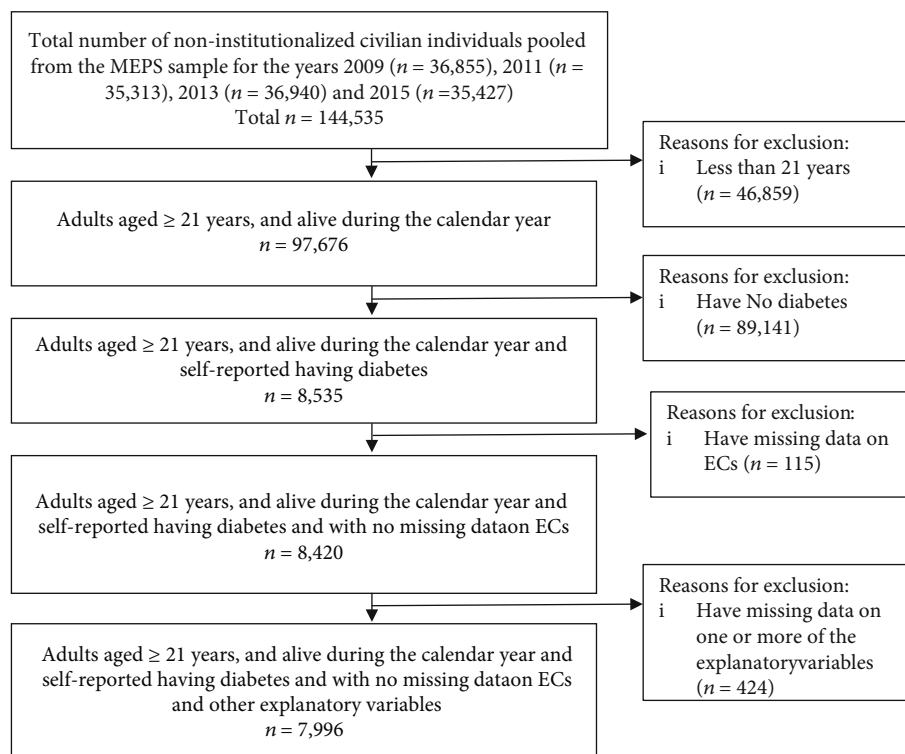 Total number of non-institutionalized civilian individuals pooled
from the MEPS sample for the years 2009 (n = 36,855), 2011 (n =
35,313), 2013 (n = 36,940) and 2015 (n =35,427)
Total n = 144,535
Reasons for exclusion:
i Less than 21 years
(n = 46,859)
Adults aged ≥ 21 years, and alive during the calendar year
n = 97,676
Reasons for exclusion:
i Have No diabetes
(n = 89,141)
Adults aged ≥ 21 years, and alive during the calendar year and
self-reported having diabetes
n = 8,535
Reasons for exclusion:
i Have missing data on
ECs (n = 115)
Adults aged ≥ 21 years, and alive during the calendar year and
self-reported having diabetes and with no missing dataon ECs
n = 8,420
Reasons for exclusion:
i Have missing data on
one or more of the
explanatoryvariables
(n = 424)
Adults aged ≥ 21 years, and alive during the calendar year and
self-reported having diabetes and with no missing dataon ECs
and other explanatory variables
n = 7,996